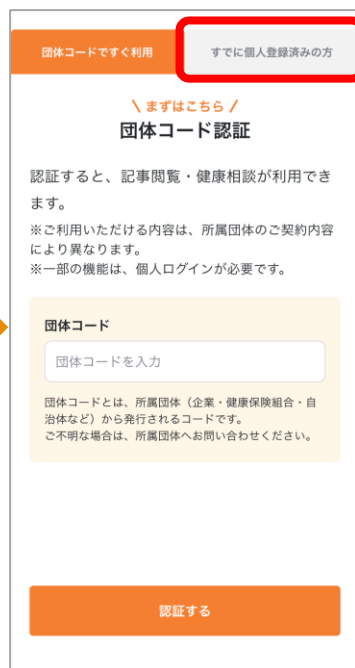 団体コードですぐ利用
すでに個人登録済みの方
\ まずはこちら /
団体コード認証
認証すると、記事閲覧・健康相談が利用でき
ます。
※ご利用いただける内容は、所属団体のご契約内容
により異なります。
※一部の機能は、個人ログインが必要です。
団体コード
団体コードを入力
団体コードとは、所属団体（企業・健康保険組合・自
治体など）から発行されるコードです。
ご不明な場合は、所属団体へお問い合わせください。
認証する